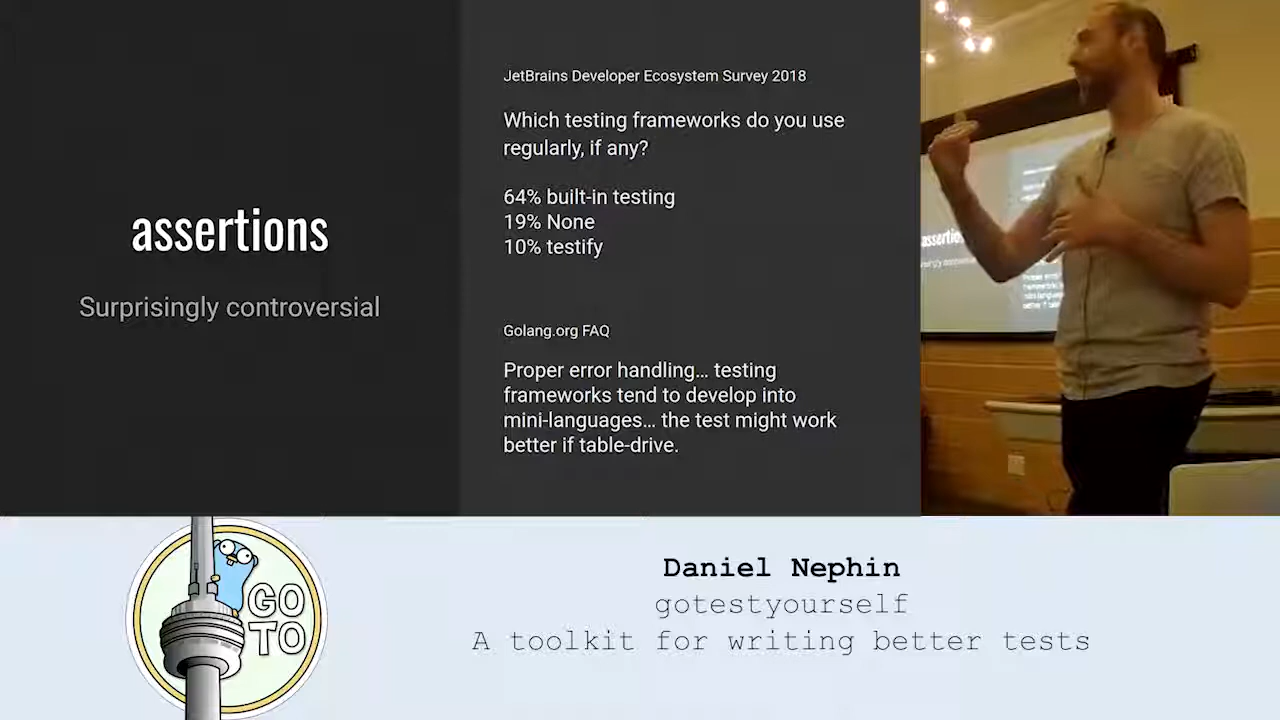 assertions
Surprisingly controversial
JetBrains Developer Ecosystem Survey 2018
Which testing frameworks do you use
regularly, if any?
64% built-in testing
19% None
10% testify
Golang.org FAQ
Proper error handling… testing
frameworks tend to develop into
mini-languages… the test might work
better if table-drive.
GO
TO
Daniel Nephin
gotestyourself
A toolkit for writing better tests